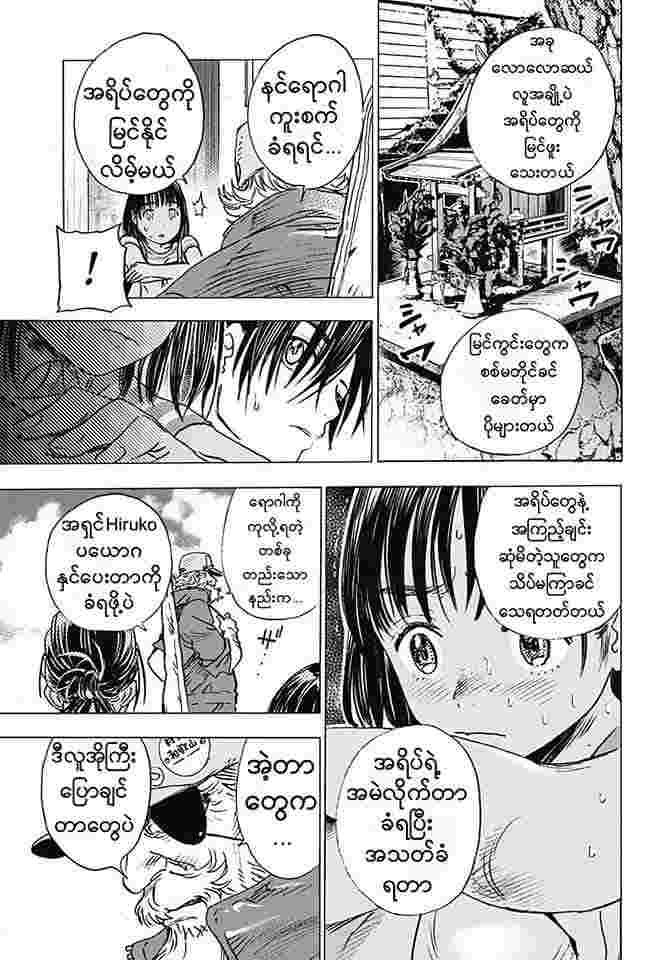 အခု
လောလောဆယ်
လူအချို့ပဲ
အရိပ်တွေကို
မြင်ဖူး
သေးတယ်
မြင်ကွင်းတွေက
စစ်မတိုင်ခင်
ခေတ်မှာ
ပိုများတယ်
နင်ရောဂါ
ကူးစက်
ခံရရင်...
အရိပ်တွေကို
မြင်နိုင်
လိမ့်မယ်
!
အရိပ်တွေနဲ့
အကြည့်ချင်း
ဆုံမိတဲ့သူတွေက
သိပ်မကြာခင်
သေရတတ်တယ်
အရိပ်ရဲ့
အမဲလိုက်တာ
ခံရပြီး
အသတ်ခံ
ရတာ
ရောဂါကို
ကုလို့ရတဲ့
တစ်ခု
တည်းသော
နည်းက...
အရှင်Hiruko
ပယောဂ
နှင်ပေးတာကို
ခံရဖို့ပဲ
အဲ့တာ
တွေက
...
ဒီလူအိုကြီး
ပြောချင်
တာတွေပဲ